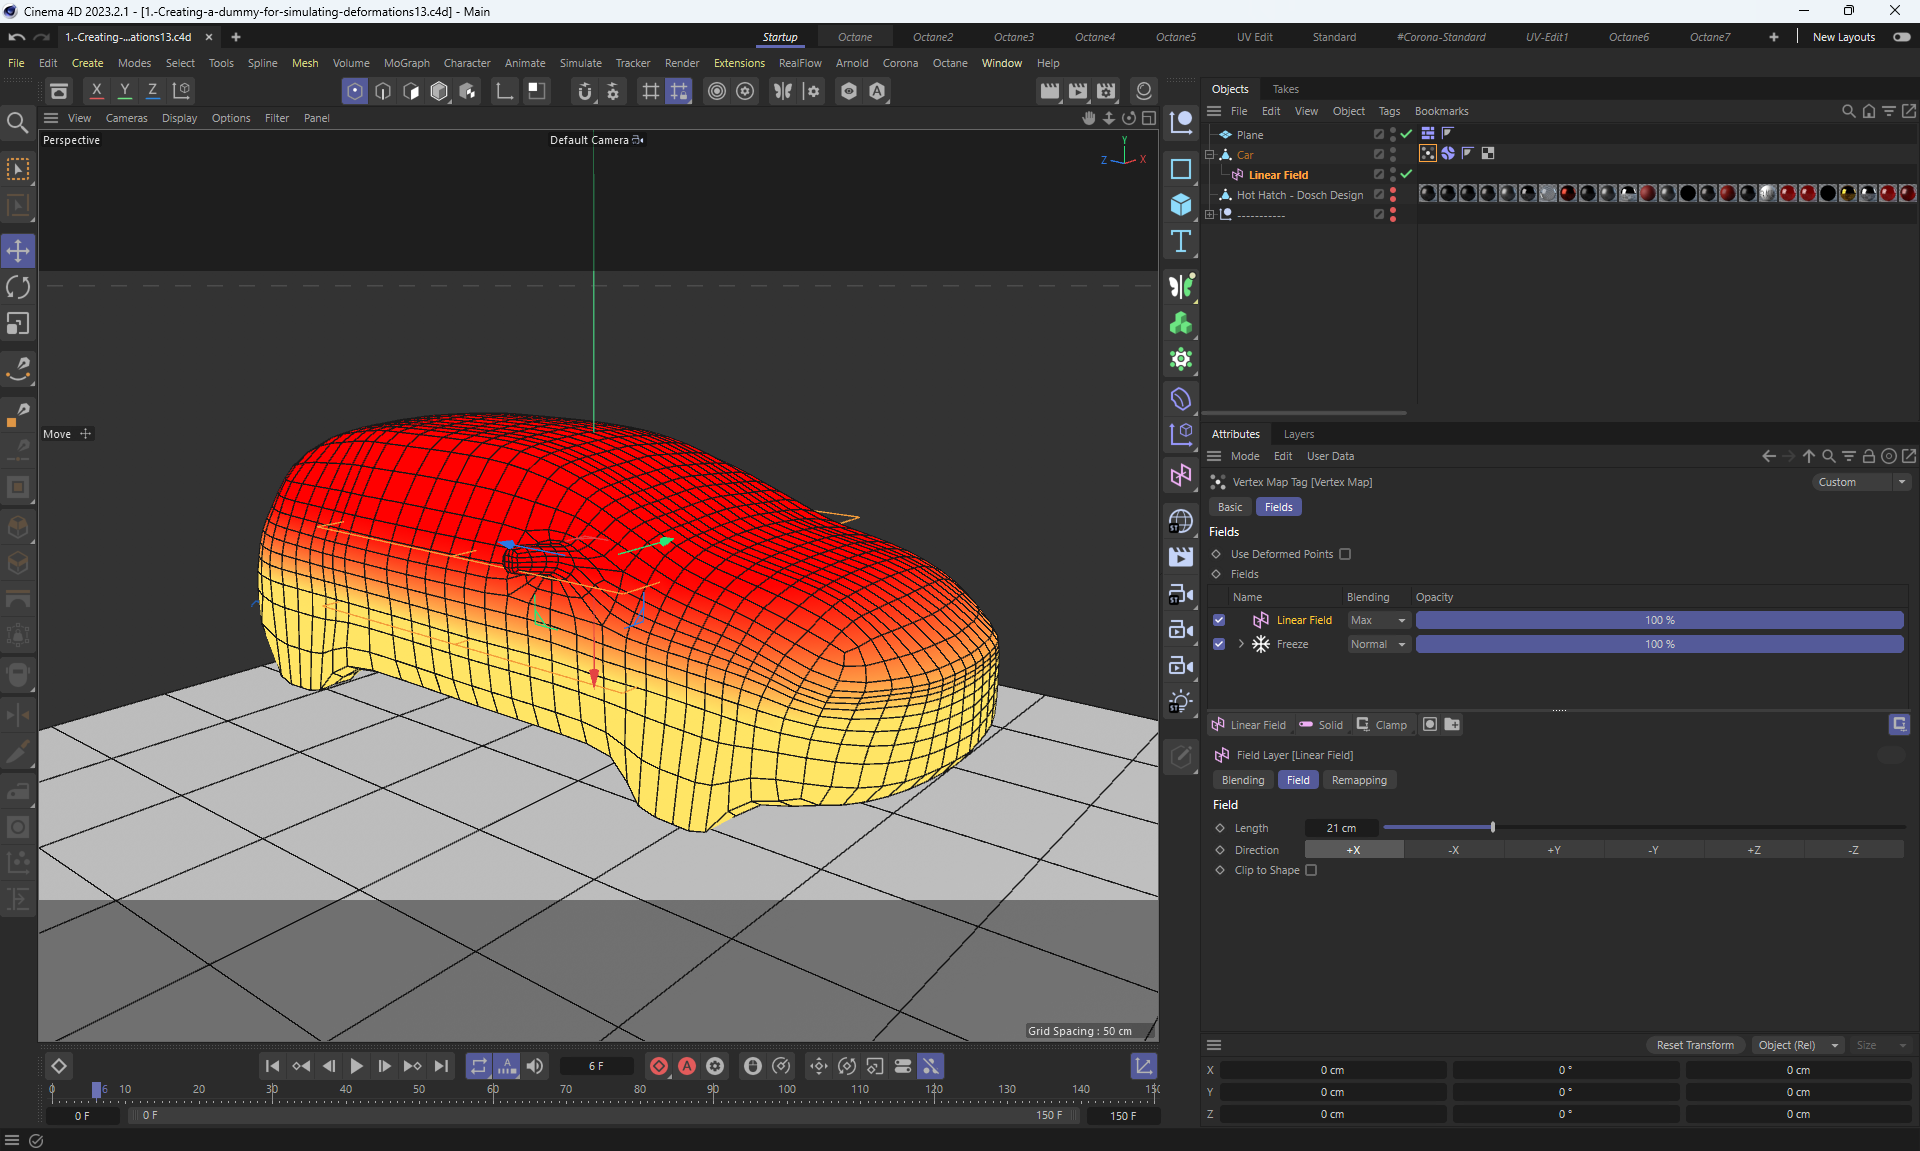 Cinema 4D 2023.2.1 - [1.-Creating-a-dummy-for-simulating-deformations13.c4d] - Main
1.-Creating-...ations13.c4d × +
Startup Octane Octane2 Octane3 Octane4 Octane5 UV Edit Standard #Corona-Standard UV-Edit1 Octane6 Octane7 + New Layouts
File Edit Create Modes Select Tools Spline Mesh Volume MoGraph Character Animate Simulate Tracker Render Extensions RealFlow Arnold Corona Octane Window Help
X Y Z
View Cameras Display Options Filter Panel
Perspective
Default Camera
Y
Z X
Move
Grid Spacing : 50 cm
Objects Takes
File Edit View Object Tags Bookmarks
Plane
Car
Linear Field
Hot Hatch - Dosch Design
-----------
Attributes Layers
Mode Edit User Data
Vertex Map Tag [Vertex Map]
Custom
Basic Fields
Fields
Use Deformed Points
Fields
Name Blending Opacity
Linear Field Max 100 %
Freeze Normal 100 %
Linear Field Solid Clamp
Field Layer [Linear Field]
Blending Field Remapping
Field
Length 21 cm
Direction +X -X +Y -Y +Z -Z
Clip to Shape
Reset Transform Object (Rel) Size
X 0 cm 0 ° 0 cm
Y 0 cm 0 ° 0 cm
Z 0 cm 0 ° 0 cm
6 F
0 6 10 20 30 40 50 60 70 80 90 100 110 120 130 140 15
0 F 0 F 150 F 150 F